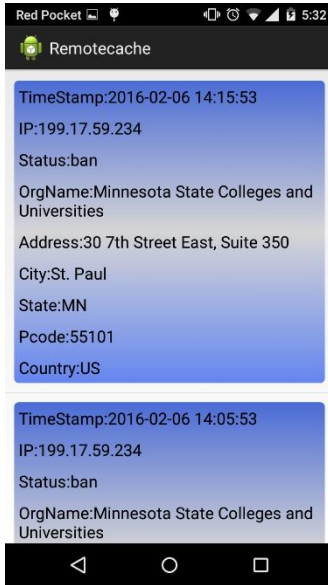 Red Pocket 5:32
Remotecache
TimeStamp:2016-02-06 14:15:53
IP:199.17.59.234
Status:ban
OrgName:Minnesota State Colleges and
Universities
Address:30 7th Street East, Suite 350
City:St. Paul
State:MN
Pcode:55101
Country:US
TimeStamp:2016-02-06 14:05:53
IP:199.17.59.234
Status:ban
OrgName:Minnesota State Colleges and
Universities